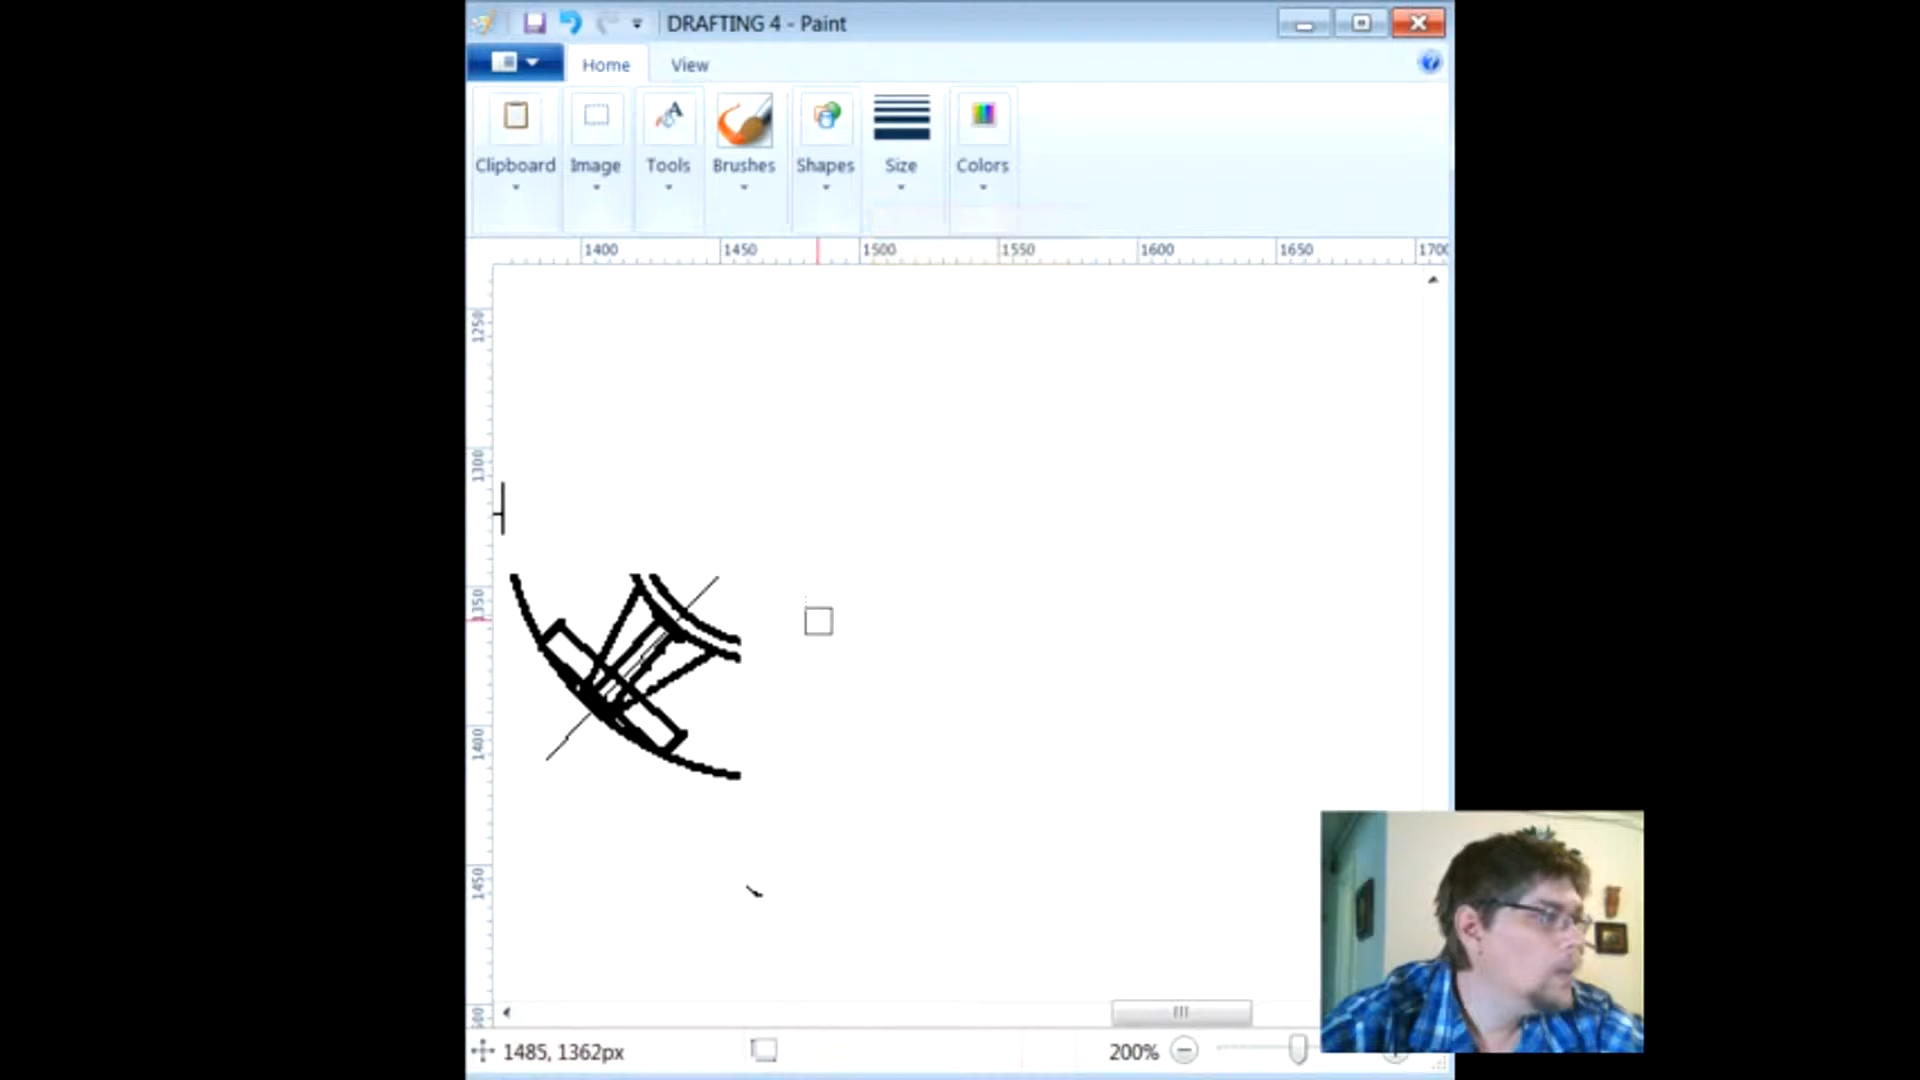 DRAFTING 4 - Paint
Home View
Clipboard Image Tools Brushes Shapes Size Colors
1400 1450 1500 1550 1600 1650 1700
1250
1300
1350
1400
1450
1485, 1362px
200%